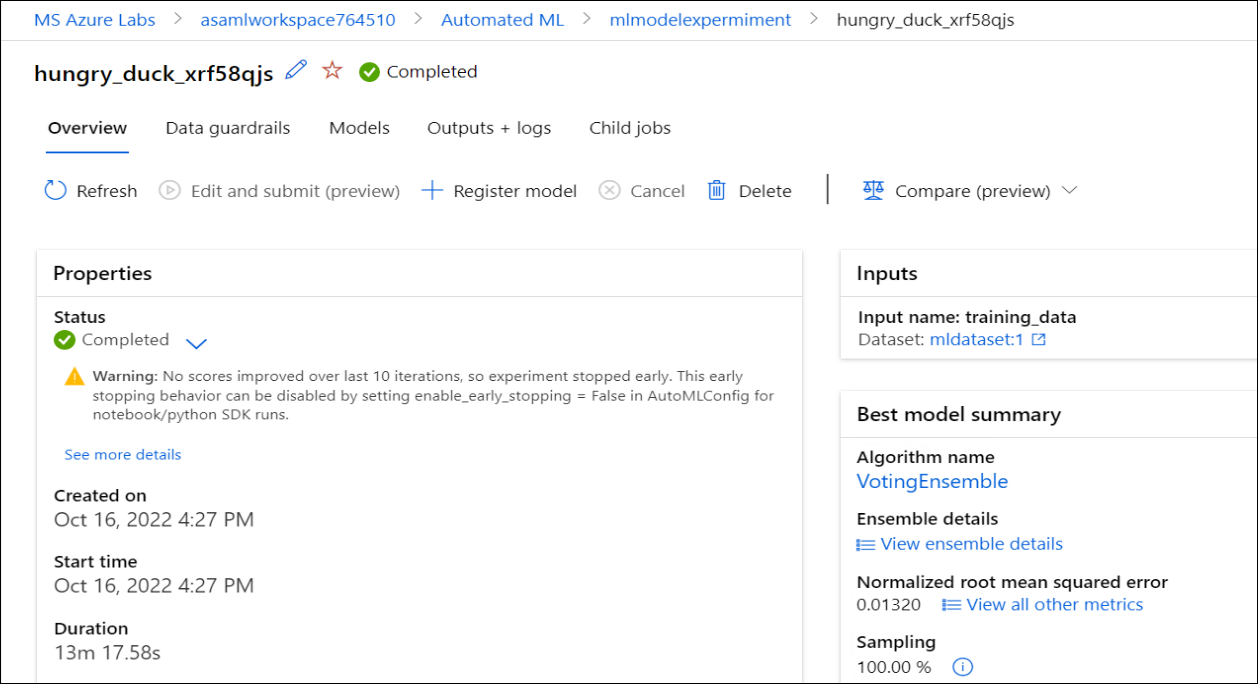 MS Azure Labs > asamlworkspace764510 > Automated ML > mlmodelexpermiment > hungry_duck_xrf58qjs
hungry_duck_xrf58qjs Completed
Overview Data guardrails Models Outputs + logs Child jobs
Refresh Edit and submit (preview) Register model Cancel Delete Compare (preview)
Properties
Status
Completed
Warning: No scores improved over last 10 iterations, so experiment stopped early. This early
stopping behavior can be disabled by setting enable_early_stopping = False in AutoMLConfig for
notebook/python SDK runs.
See more details
Created on
Oct 16, 2022 4:27 PM
Start time
Oct 16, 2022 4:27 PM
Duration
13m 17.58s
Inputs
Input name: training_data
Dataset: mldataset:1
Best model summary
Algorithm name
VotingEnsemble
Ensemble details
View ensemble details
Normalized root mean squared error
0.01320 View all other metrics
Sampling
100.00 %